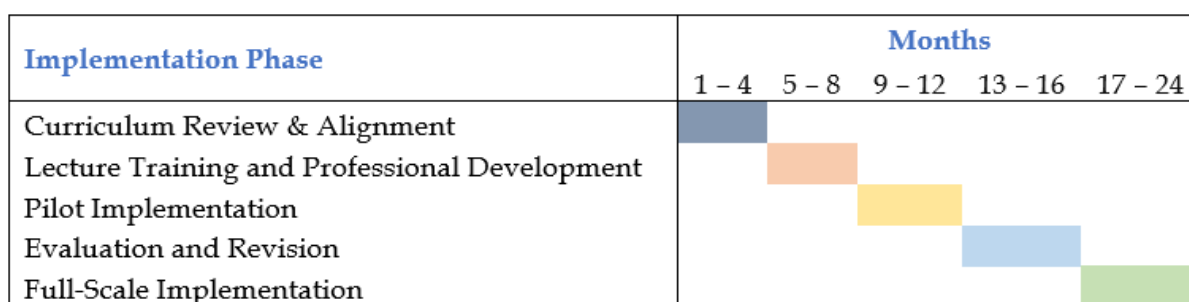 Implementation Phase
Months
1 – 4 5 – 8 9 – 12 13 – 16 17 – 24
Curriculum Review & Alignment
Lecture Training and Professional Development
Pilot Implementation
Evaluation and Revision
Full-Scale Implementation